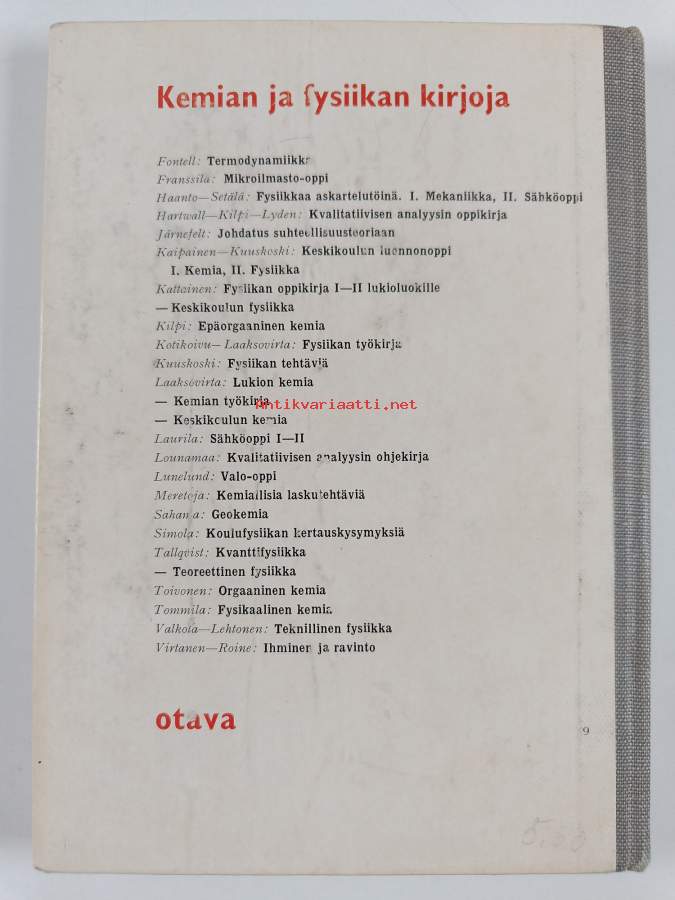 Kemian ja fysiikan kirjoja
Fontell: Termodynamiikka
Franssila: Mikroilmasto-oppi
Haanto—Setälä: Fysiikkaa askartelutöinä. I. Mekaniikka, II. Sähköoppi
Hartwall—Kilpi—Lyden: Kvalitatiivisen analyysin oppikirja
Järnefelt: Johdatus suhteellisuusteoriaan
Kaipainen—Kuuskoski: Keskikoulun luonnonoppi
I. Kemia, II. Fysiikka
Kattainen: Fysiikan oppikirja I—II lukioluokille
— Keskikoulun fysiikka
Kilpi: Epäorgaaninen kemia
Kotikoivu—Laaksovirta: Fysiikan työkirja
Kuuskoski: Fysiikan tehtäviä
Laaksovirta: Lukion kemia
— Kemian työkirja
Antikvariaatti.net
— Keskikoulun kemia
Laurila: Sähköoppi I—II
Lounamaa: Kvalitatiivisen analyysin ohjekirja
Lunelund: Valo-oppi
Meretoja: Kemiallisia laskutehtäviä
Sahama: Geokemia
Simola: Koulufysiikan kertauskysymyksiä
Tallqvist: Kvanttifysiikka
— Teoreettinen fysiikka
Toivonen: Orgaaninen kemia
Tommila: Fysikaalinen kemia
Valkola—Lehtonen: Teknillinen fysiikka
Virtanen—Roine: Ihminen ja ravinto
otava
9